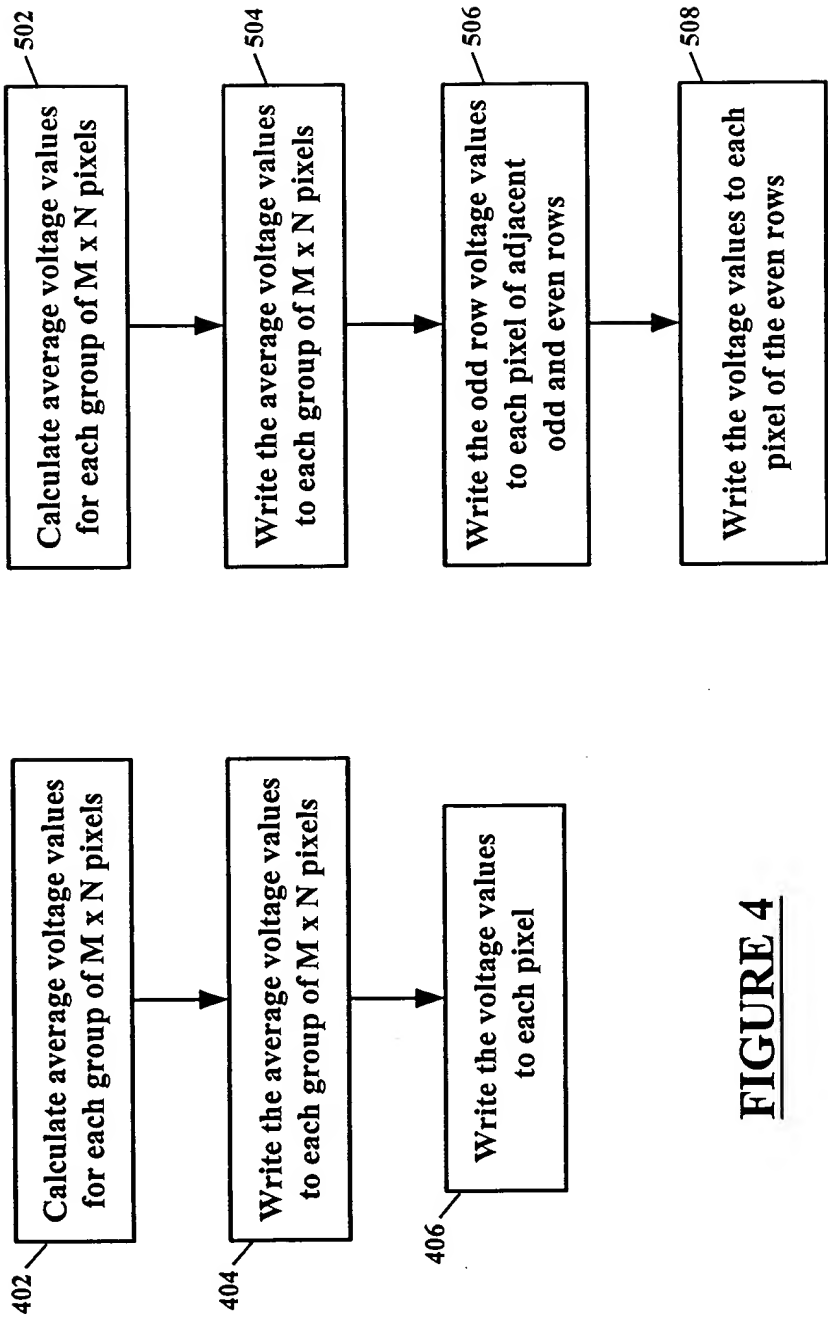 402
Calculate average voltage values
for each group of M x N pixels
404
Write the average voltage values
to each group of M x N pixels
406
Write the voltage values
to each pixel
FIGURE 4
502
Calculate average voltage values
for each group of M x N pixels
504
Write the average voltage values
to each group of M x N pixels
506
Write the odd row voltage values
to each pixel of adjacent
odd and even rows
508
Write the voltage values to each
pixel of the even rows